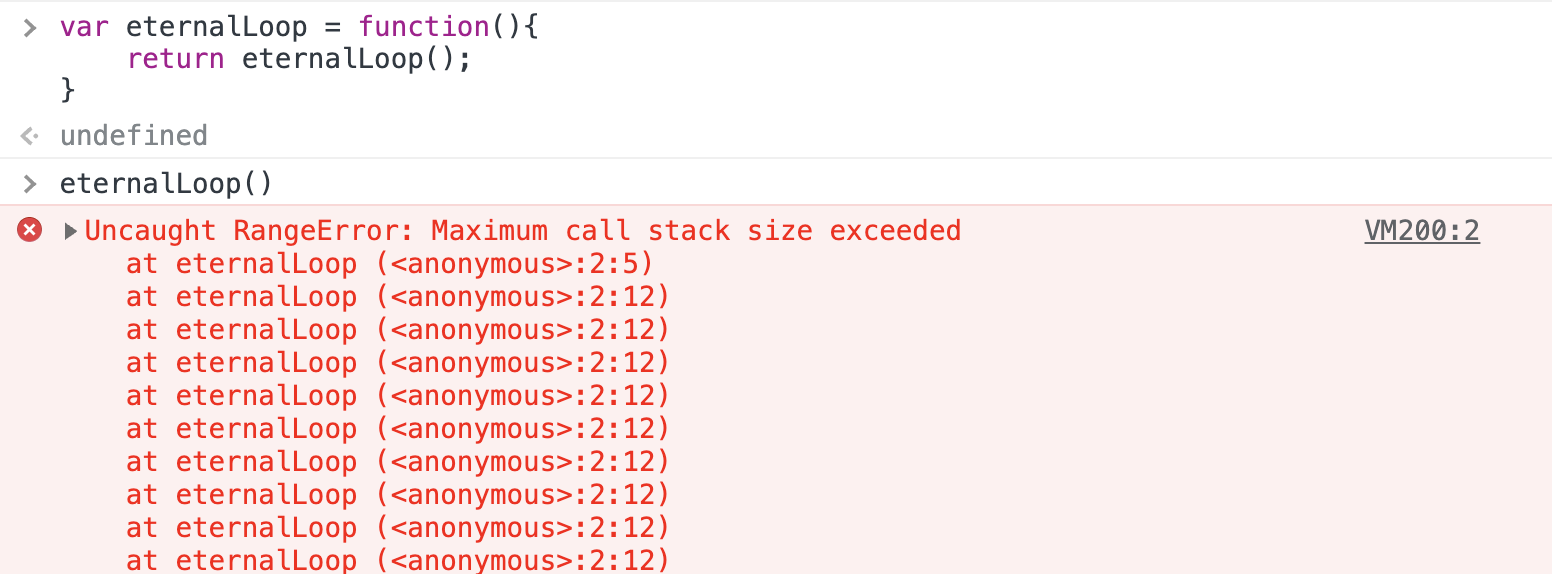 var eternalLoop = function(){
    return eternalLoop();
}
undefined
eternalLoop()
Uncaught RangeError: Maximum call stack size exceeded VM200:2
    at eternalLoop (<anonymous>:2:5)
    at eternalLoop (<anonymous>:2:12)
    at eternalLoop (<anonymous>:2:12)
    at eternalLoop (<anonymous>:2:12)
    at eternalLoop (<anonymous>:2:12)
    at eternalLoop (<anonymous>:2:12)
    at eternalLoop (<anonymous>:2:12)
    at eternalLoop (<anonymous>:2:12)
    at eternalLoop (<anonymous>:2:12)
    at eternalLoop (<anonymous>:2:12)